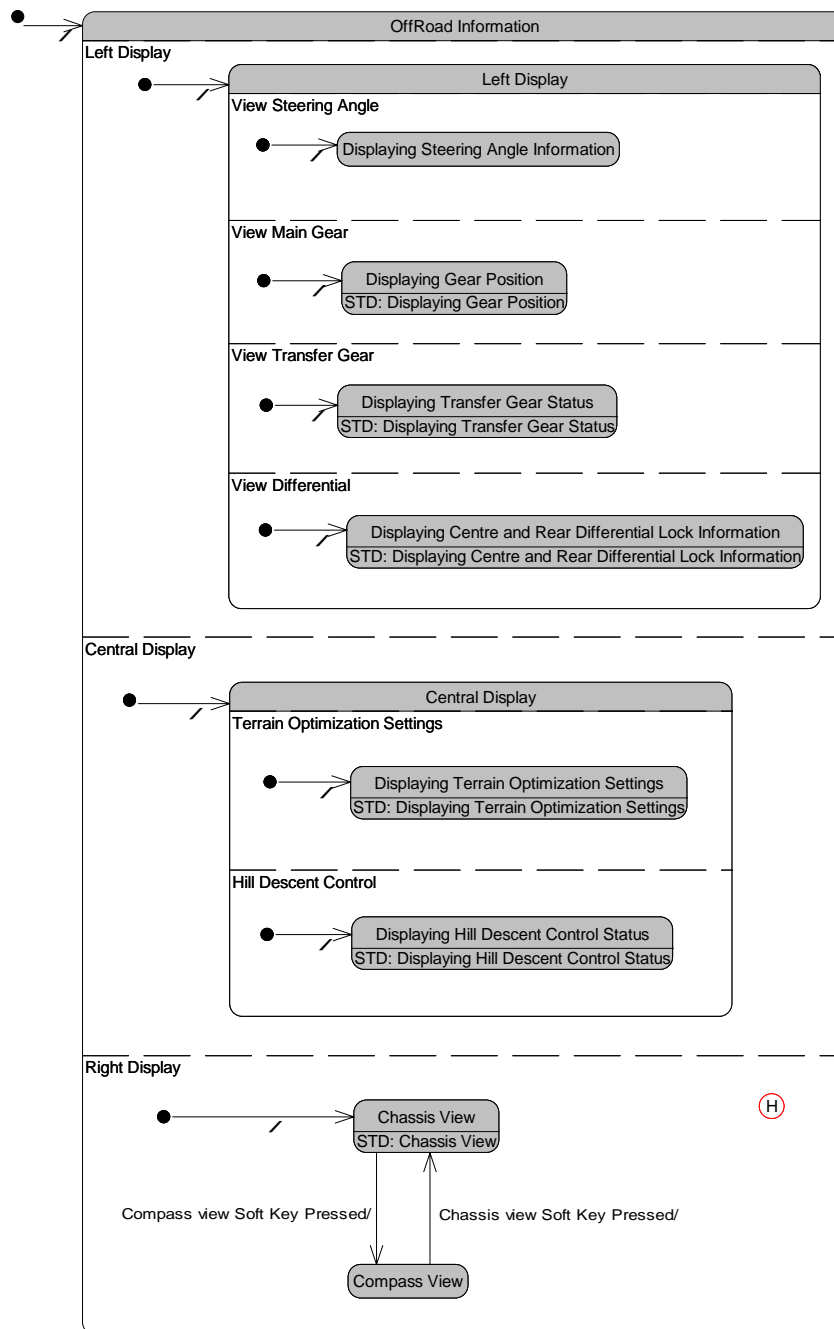 OffRoad Information
Left Display
Left Display
View Steering Angle
Displaying Steering Angle Information
View Main Gear
Displaying Gear Position
STD: Displaying Gear Position
View Transfer Gear
Displaying Transfer Gear Status
STD: Displaying Transfer Gear Status
View Differential
Displaying Centre and Rear Differential Lock Information
STD: Displaying Centre and Rear Differential Lock Information
Central Display
Central Display
Terrain Optimization Settings
Displaying Terrain Optimization Settings
STD: Displaying Terrain Optimization Settings
Hill Descent Control
Displaying Hill Descent Control Status
STD: Displaying Hill Descent Control Status
Right Display
H
Chassis View
STD: Chassis View
Compass view Soft Key Pressed/
Chassis view Soft Key Pressed/
Compass View